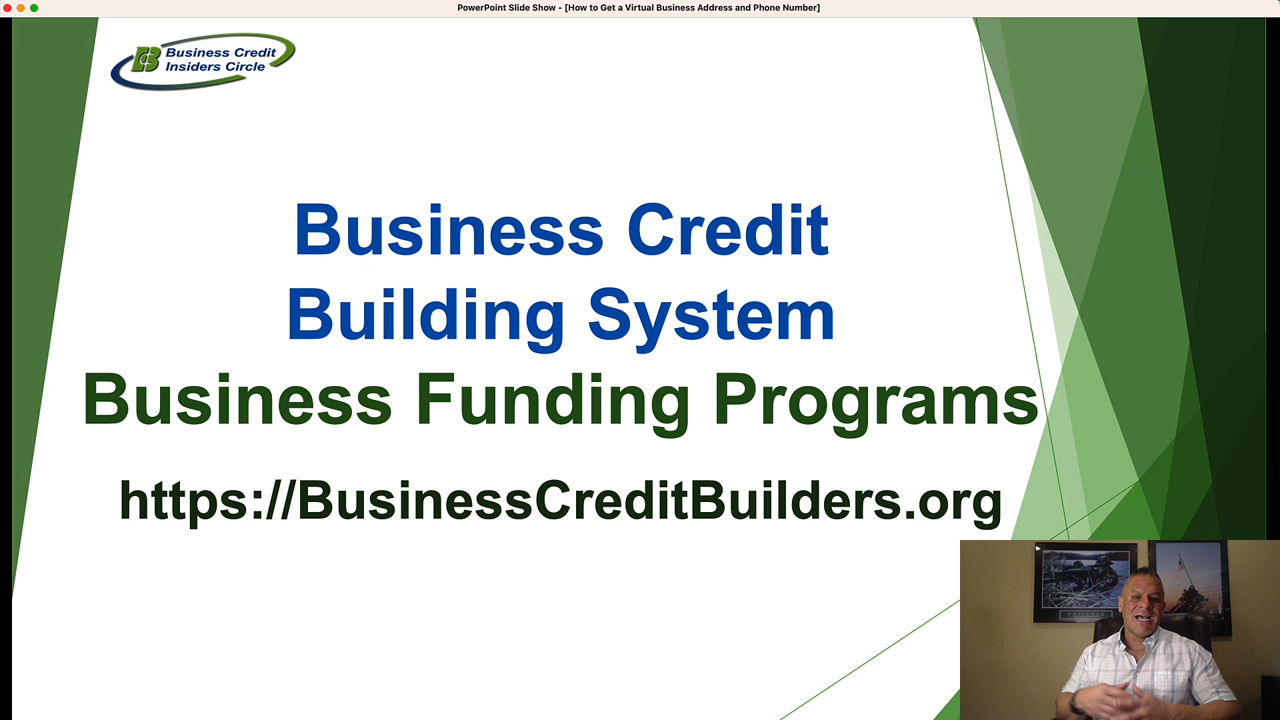 PowerPoint Slide Show - [How to Get a Virtual Business Address and Phone Number]
Business Credit
Insiders Circle
Business Credit
Building System
Business Funding Programs
https://BusinessCreditBuilders.org